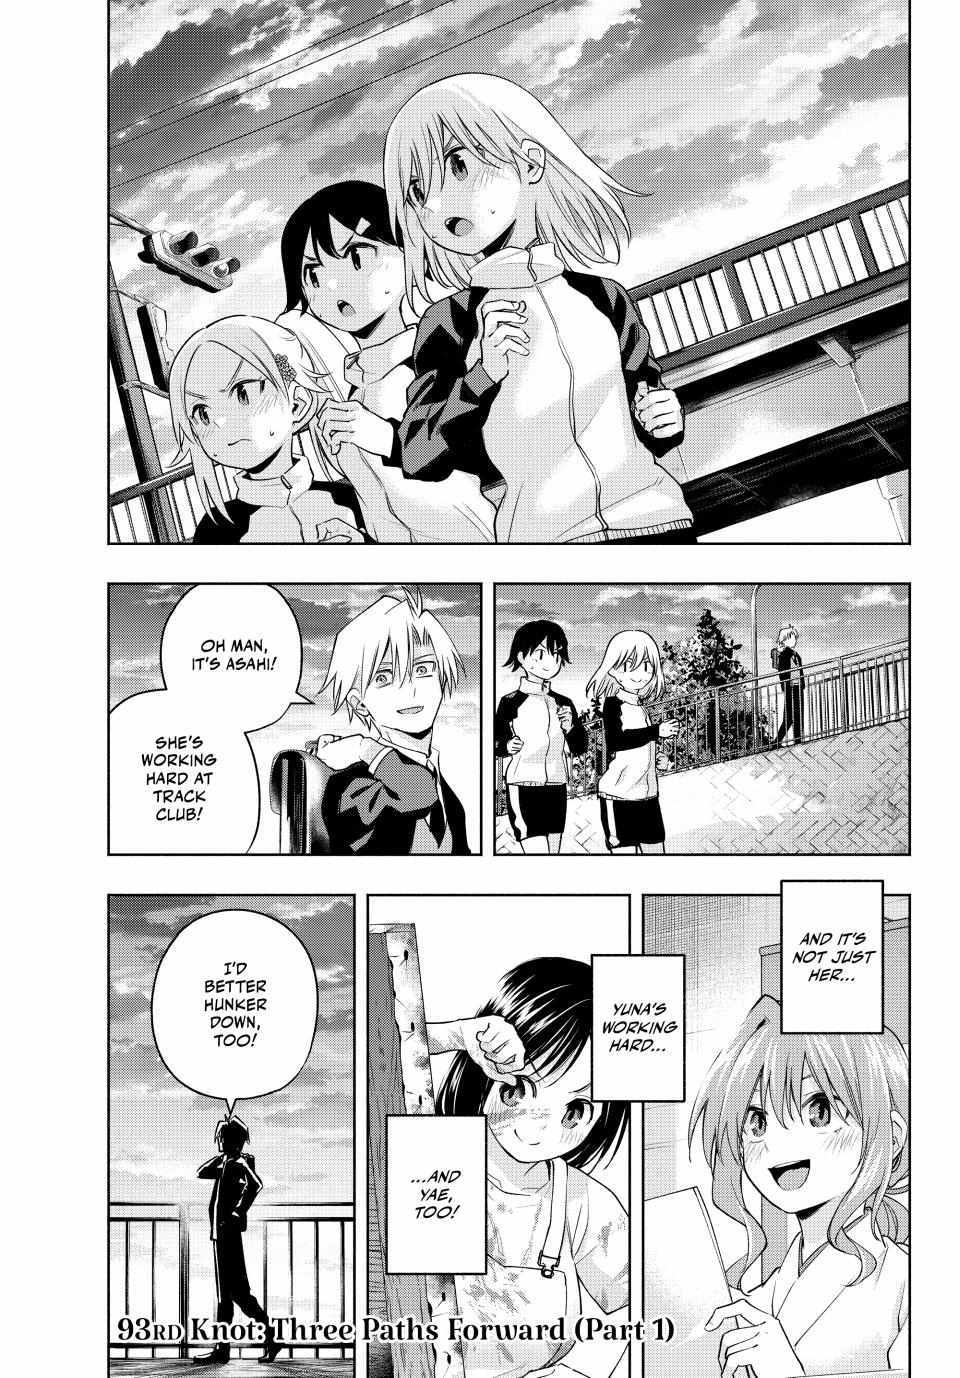 OH MAN,
IT'S ASAHI!
SHE'S
WORKING
HARD AT
TRACK
CLUB!
AND IT'S
NOT JUST
HER...
YUNA'S
WORKING
HARD...
...AND
YAE,
TOO!
I'D
BETTER
HUNKER
DOWN,
TOO!
93RD Knot: Three Paths Forward (Part 1)